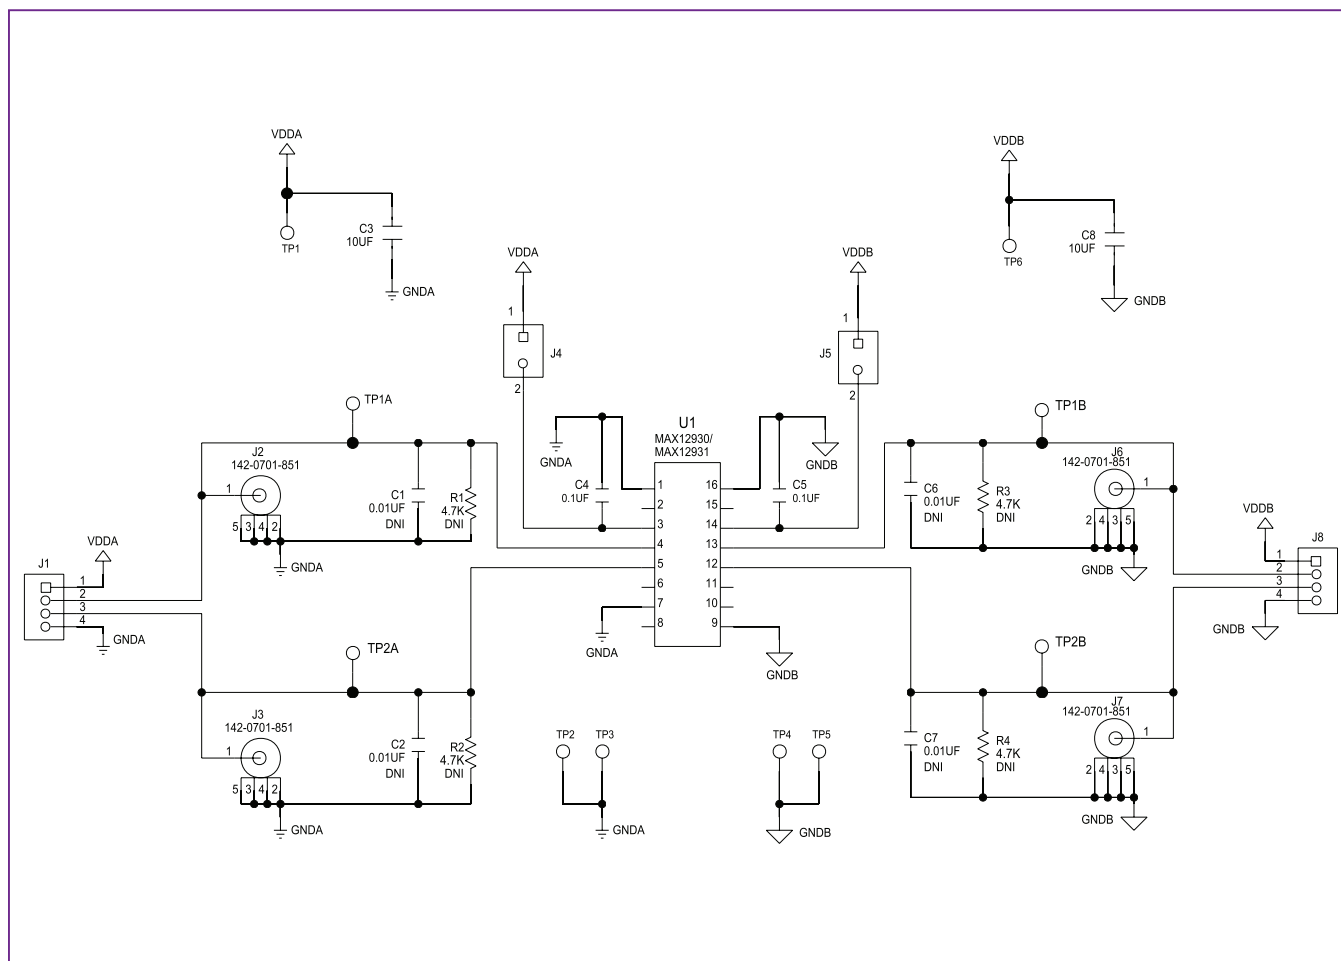 VDDA
TP1
C3
10UF
GNDA
VDDB
TP6
C8
10UF
GNDB
VDDA
1
J4
2
VDDB
1
J5
2
TP1A
J2
142-0701-851
1
5 3 4 2
GNDA
C1
0.01UF
DNI
R1
4.7K
DNI
GNDA
C4
0.1UF
U1
MAX12930/
MAX12931
1 16
2 15
3 14
4 13
5 12
6 11
7 10
8 9
GNDB
C5
0.1UF
GNDA
GNDB
TP1B
J6
142-0701-851
1
2 4 3 5
GNDB
C6
0.01UF
DNI
R3
4.7K
DNI
J1
VDDA
1
2
3
4
GNDA
VDDB
J8
1
2
3
4
GNDB
TP2A
J3
142-0701-851
1
5 3 4 2
GNDA
C2
0.01UF
DNI
R2
4.7K
DNI
TP2 TP3
GNDA
TP4 TP5
GNDB
TP2B
J7
142-0701-851
1
2 4 3 5
GNDB
C7
0.01UF
DNI
R4
4.7K
DNI